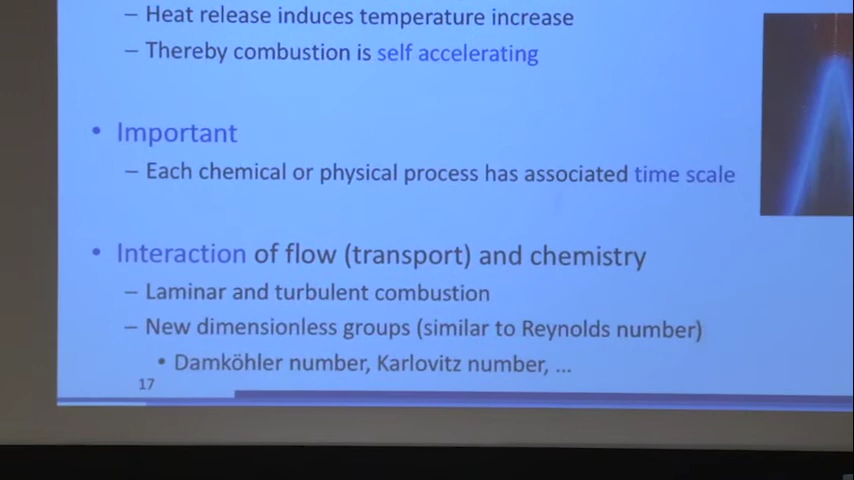 – Heat release induces temperature increase
– Thereby combustion is self accelerating
• Important
– Each chemical or physical process has associated time scale
• Interaction of flow (transport) and chemistry
– Laminar and turbulent combustion
– New dimensionless groups (similar to Reynolds number)
• Damköhler number, Karlovitz number, ...
17